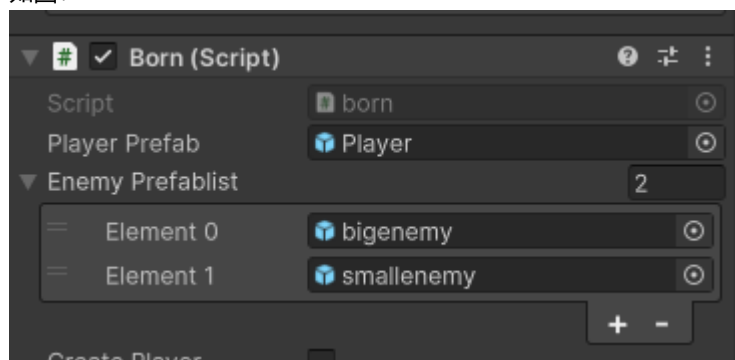 Born (Script)
Script born
Player Prefab Player
Enemy Prefablist 2
Element 0 bigenemy
Element 1 smallenemy
+ -
Create Player